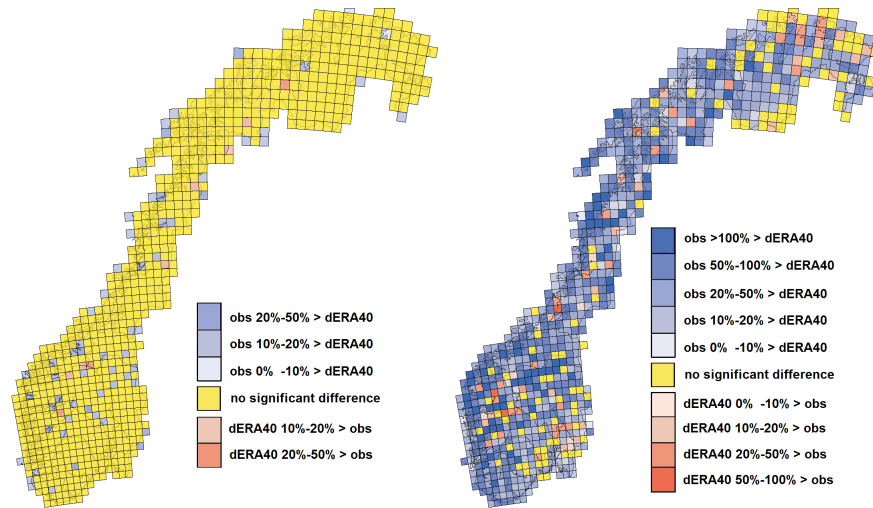 obs 20%-50% > dERA40
obs 10%-20% > dERA40
obs 0% -10% > dERA40
no significant difference
dERA40 10%-20% > obs
dERA40 20%-50% > obs
obs >100% > dERA40
obs 50%-100% > dERA40
obs 20%-50% > dERA40
obs 10%-20% > dERA40
obs 0% -10% > dERA40
no significant difference
dERA40 0% -10% > obs
dERA40 10%-20% > obs
dERA40 20%-50% > obs
dERA40 50%-100% > obs